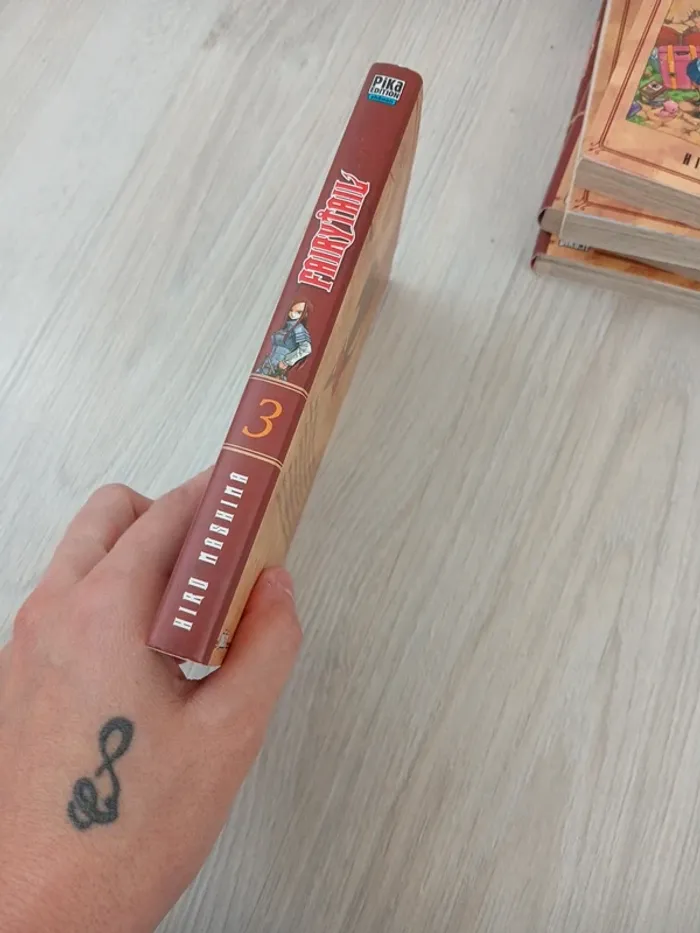 Pika
EDITION
FAIRY TAIL
3
HIRO MASHIMA